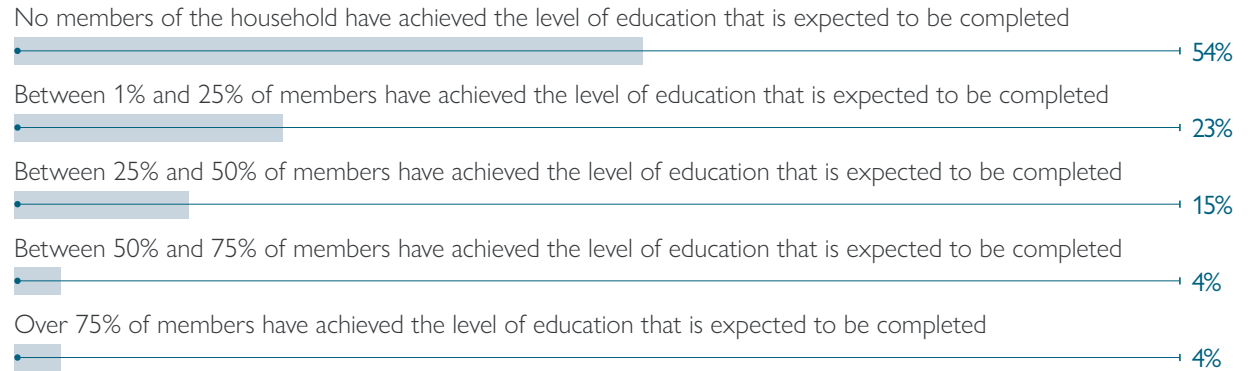 No members of the household have achieved the level of education that is expected to be completed
54%
Between 1% and 25% of members have achieved the level of education that is expected to be completed
23%
Between 25% and 50% of members have achieved the level of education that is expected to be completed
15%
Between 50% and 75% of members have achieved the level of education that is expected to be completed
4%
Over 75% of members have achieved the level of education that is expected to be completed
4%